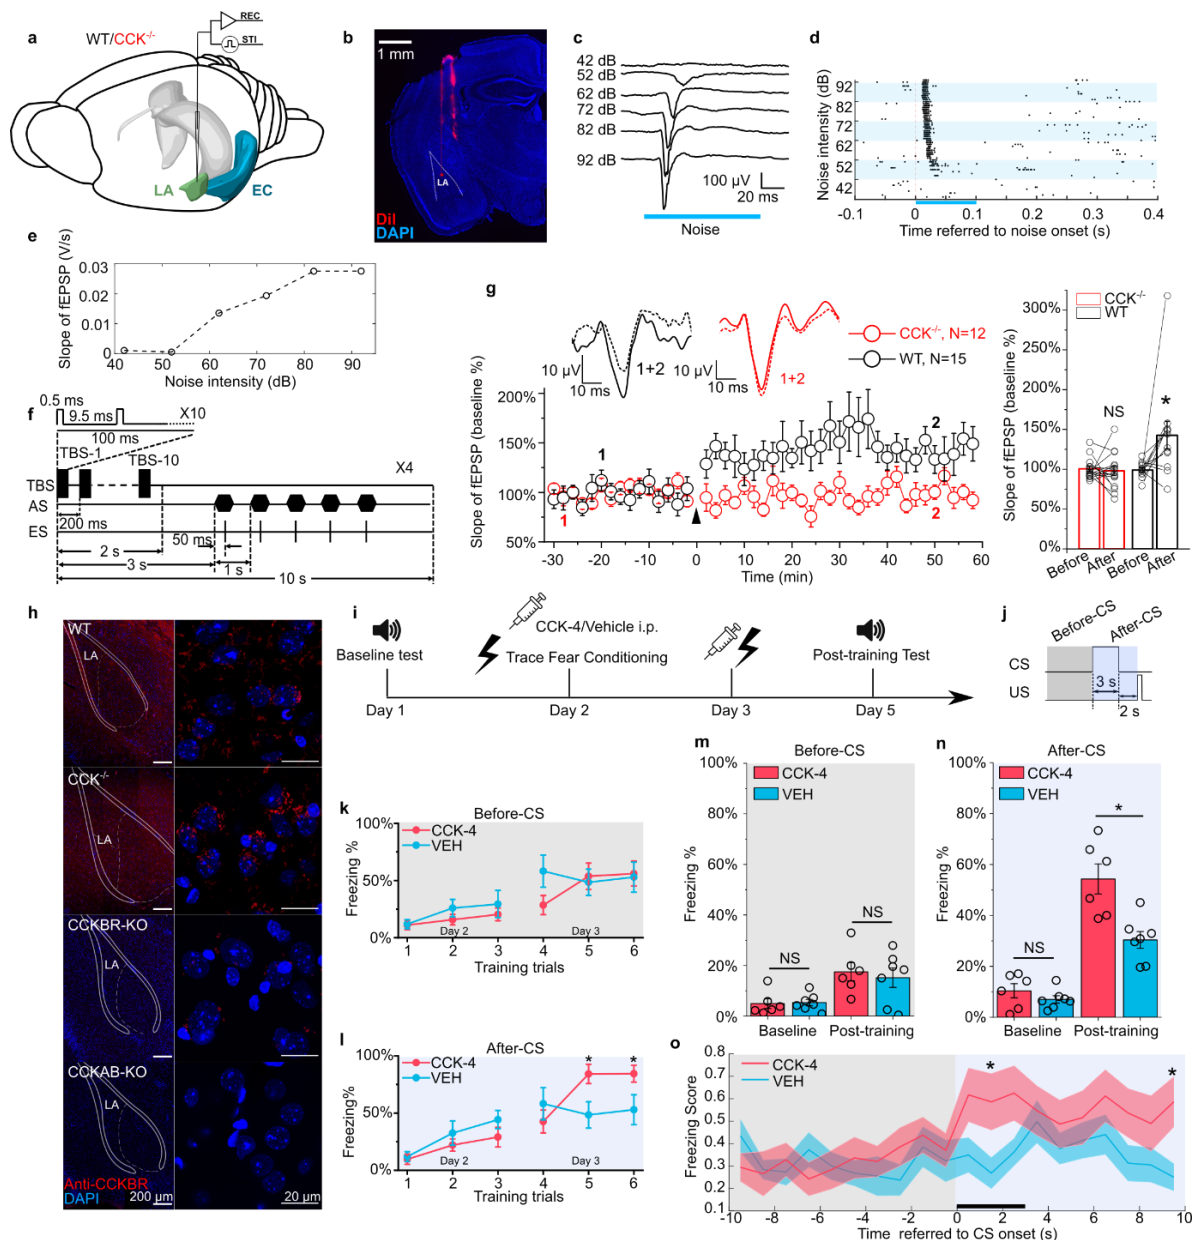 a
WT/CCK-/-
REC
STI
LA
EC
b
1 mm
LA
DiI
DAPI
c
42 dB
52 dB
62 dB
72 dB
82 dB
92 dB
100 µV
20 ms
Noise
d
Noise intensity (dB)
92
82
72
62
52
42
-0.1 0 0.1 0.2 0.3 0.4
Time referred to noise onset (s)
e
Slope of fEPSP (V/s)
0.03
0.02
0.01
0
40 50 60 70 80 90
Noise intensity (dB)
f
0.5 ms
9.5 ms
X10
100 ms
TBS-1
TBS-10
X4
TBS
AS
200 ms
ES
50 ms
2 s
3 s
1 s
10 s
g
10 µV
10 ms
1+2
10 µV
10 ms
1+2
CCK-/-, N=12
WT, N=15
Slope of fEPSP (baseline %)
150%
100%
50%
1
2
1
2
-30 -20 -10 0 10 20 30 40 50 60
Time (min)
CCK-/-
WT
Slope of fEPSP (baseline %)
300%
250%
200%
150%
100%
50%
0%
NS
*
Before
After
Before
After
h
WT
LA
CCK-/-
LA
CCKBR-KO
LA
CCKAB-KO
LA
Anti-CCKBR
DAPI
200 µm
20 µm
i
Baseline test
CCK-4/Vehicle i.p.
Trace Fear Conditioning
Post-training Test
Day 1
Day 2
Day 3
Day 5
j
Before-CS
After-CS
CS
US
3 s
2 s
k
Before-CS
CCK-4
VEH
Freezing %
100%
50%
0%
Day 2
Day 3
1 2 3 4 5 6
Training trials
l
After-CS
CCK-4
VEH
Freezing%
100%
50%
0%
* *
Day 2
Day 3
1 2 3 4 5 6
Training trials
m
Before-CS
CCK-4
VEH
Freezing %
100%
80%
60%
40%
20%
0%
NS
NS
Baseline
Post-training
n
After-CS
CCK-4
VEH
Freezing %
100%
80%
60%
40%
20%
0%
NS
*
Baseline
Post-training
o
CCK-4
VEH
Freezing Score
0.8
0.7
0.6
0.5
0.4
0.3
0.2
0.1
* *
-10 -8 -6 -4 -2 0 2 4 6 8 10
Time referred to CS onset (s)